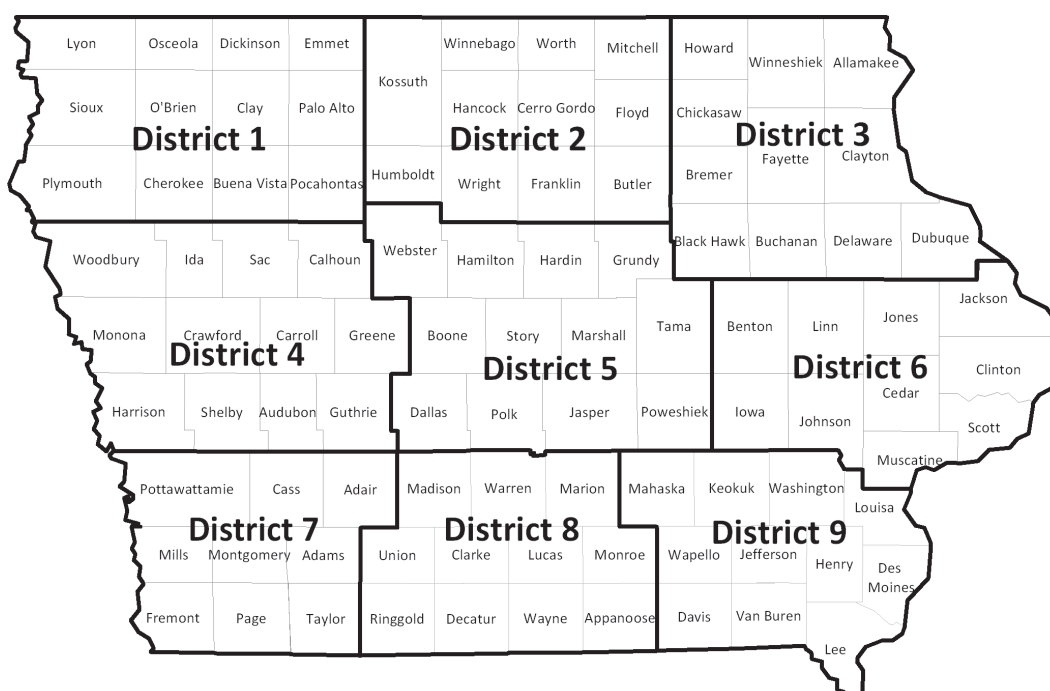 Lyon
Osceola
Dickinson
Emmet
Kossuth
Winnebago
Worth
Mitchell
Howard
Winneshiek
Allamakee
Sioux
O'Brien
Clay
Palo Alto
Hancock
Cerro Gordo
Floyd
Chickasaw
District 1
District 2
District 3
Plymouth
Cherokee
Buena Vista
Pocahontas
Humboldt
Wright
Franklin
Butler
Bremer
Fayette
Clayton
Woodbury
Ida
Sac
Calhoun
Webster
Hamilton
Hardin
Grundy
Black Hawk
Buchanan
Delaware
Dubuque
Monona
Crawford
Carroll
Greene
Boone
Story
Marshall
Tama
Benton
Linn
Jones
Jackson
District 4
District 5
District 6
Clinton
Harrison
Shelby
Audubon
Guthrie
Dallas
Polk
Jasper
Poweshiek
Iowa
Johnson
Cedar
Scott
Muscatine
Pottawattamie
Cass
Adair
Madison
Warren
Marion
Mahaska
Keokuk
Washington
Louisa
District 7
District 8
District 9
Mills
Montgomery
Adams
Union
Clarke
Lucas
Monroe
Wapello
Jefferson
Henry
Des
Moines
Fremont
Page
Taylor
Ringgold
Decatur
Wayne
Appanoose
Davis
Van Buren
Lee